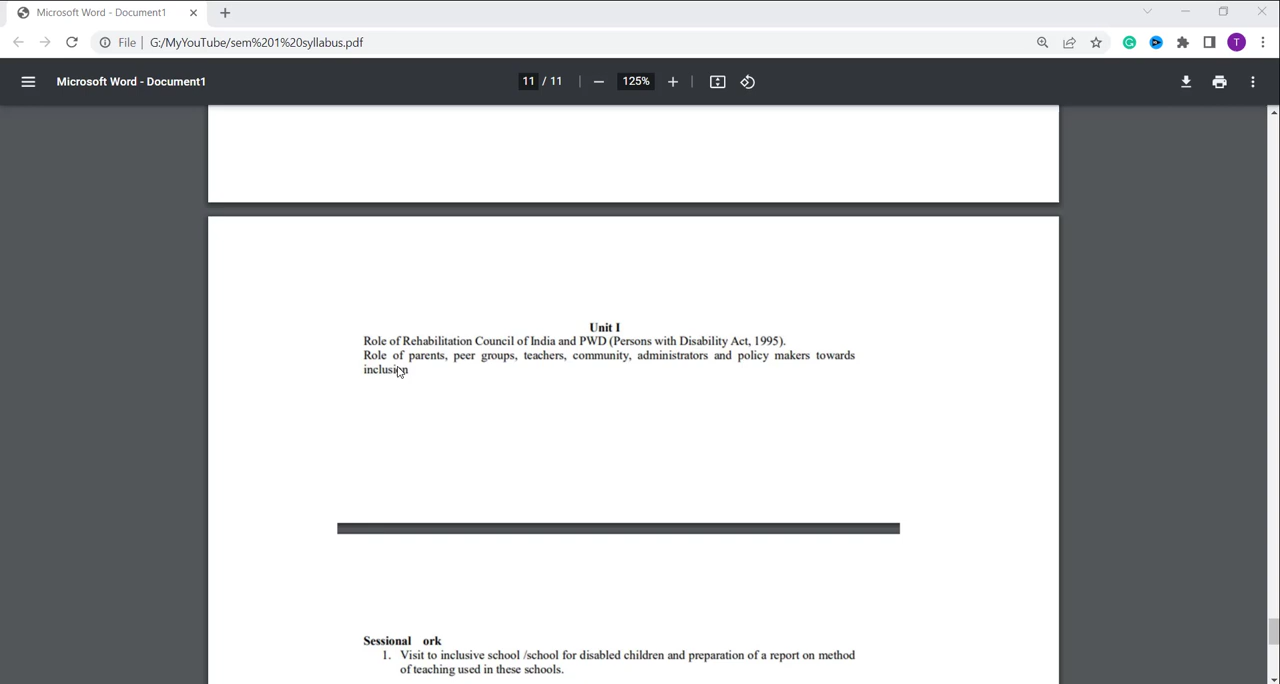 Microsoft Word - Document1
File
G:/MyYouTube/sem%201%20syllabus.pdf
T
Microsoft Word - Document1
11 / 11
125%
Unit I
Role of Rehabilitation Council of India and PWD (Persons with Disability Act, 1995).
Role of parents, peer groups, teachers, community, administrators and policy makers towards
inclusion
Sessional ork
1. Visit to inclusive school /school for disabled children and preparation of a report on method
of teaching used in these schools.